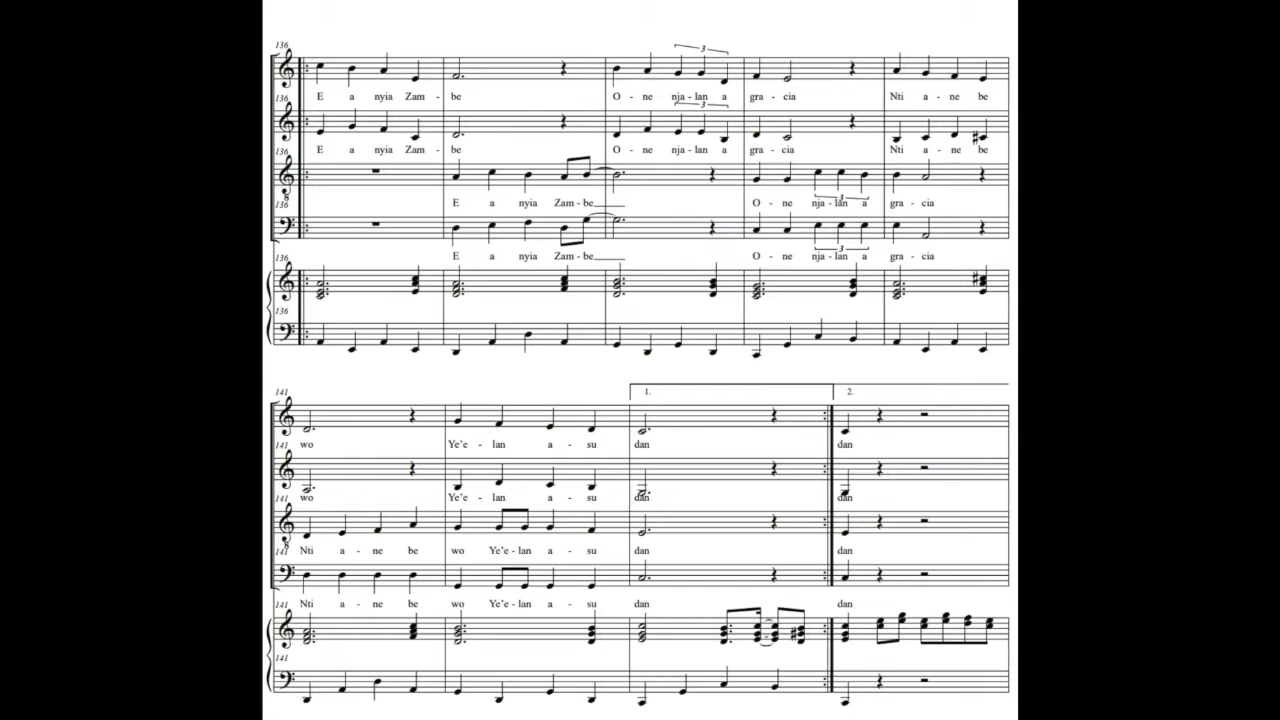 136
3
E a nyia Zam - be O - ne nja - lan a gra - cia Nti a - ne be
136
3
E a nyia Zam - be O - ne nja - lan a gra - cia Nti a - ne be
136
8
3
E a nyia Zam - be O - ne nja - lan a gra - cia
136
3
E a nyia Zam - be O - ne nja - lan a gra - cia
136
136
141
1. 2.
wo Ye'e - lan a - su dan dan
141
wo Ye'e - lan a - su dan dan
141
8
Nti a - ne be wo Ye'e - lan a - su dan dan
141
Nti a - ne be wo Ye'e - lan a - su dan dan
141
141